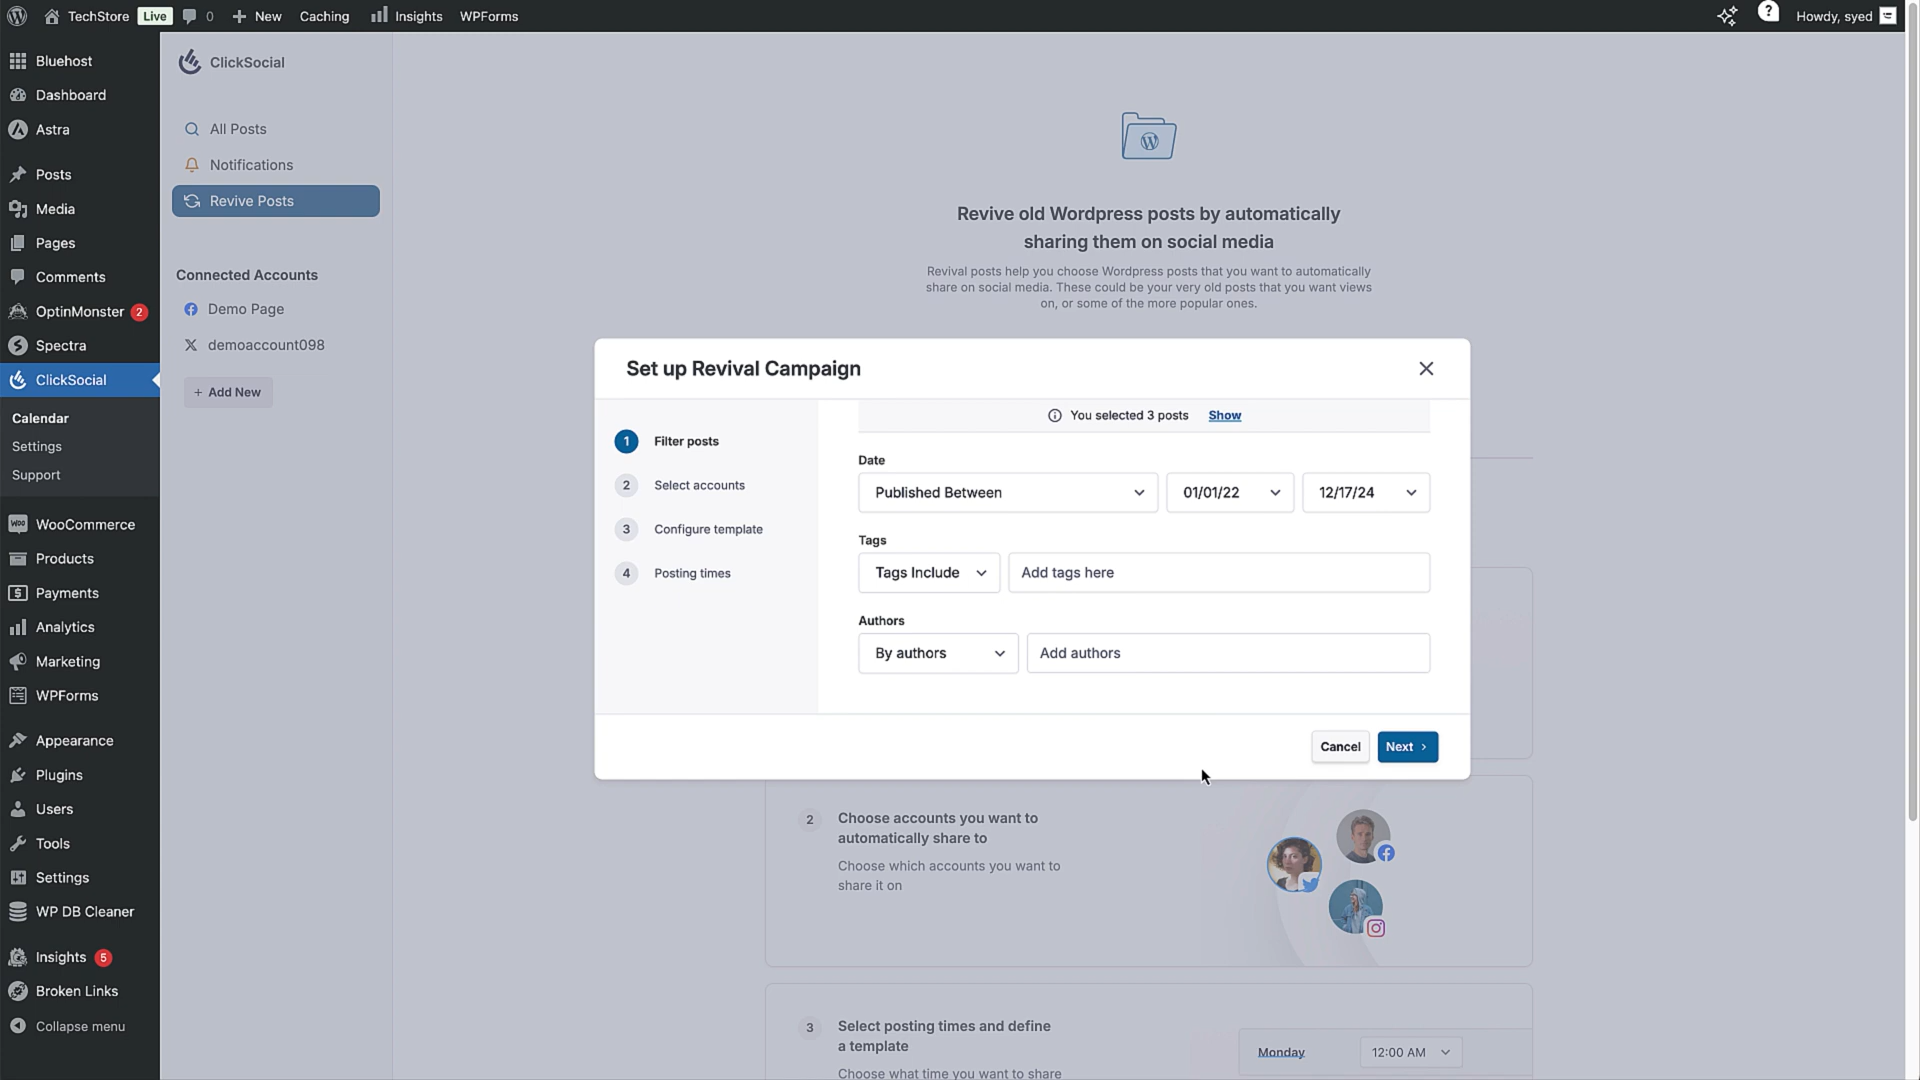 TechStore Live 0 New Caching Insights WPForms Howdy, syed
Bluehost
Dashboard
Astra
Posts
Media
Pages
Comments
OptinMonster 2
Spectra
ClickSocial
Calendar
Settings
Support
WooCommerce
Products
Payments
Analytics
Marketing
WPForms
Appearance
Plugins
Users
Tools
Settings
WP DB Cleaner
Insights 5
Broken Links
Collapse menu
ClickSocial
All Posts
Notifications
Revive Posts
Connected Accounts
Demo Page
demoaccount098
+ Add New
Revive old Wordpress posts by automatically
sharing them on social media
Revival posts help you choose Wordpress posts that you want to automatically
share on social media. These could be your very old posts that you want views
on, or some of the more popular ones.
Set up Revival Campaign
1 Filter posts
2 Select accounts
3 Configure template
4 Posting times
You selected 3 posts Show
Date
Published Between 01/01/22 12/17/24
Tags
Tags Include Add tags here
Authors
By authors Add authors
Cancel Next
2 Choose accounts you want to
automatically share to
Choose which accounts you want to
share it on
3 Select posting times and define
a template
Choose what time you want to share
Monday 12:00 AM